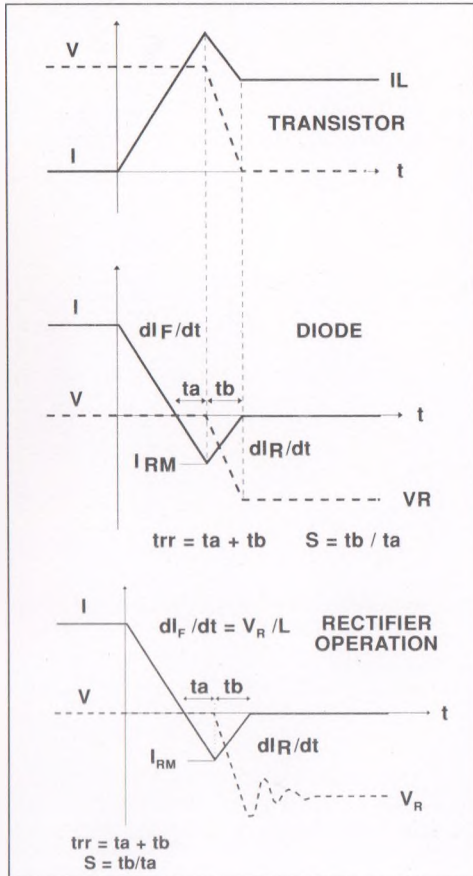 V
IL
TRANSISTOR
I
t
I
dIF/dt
DIODE
V
ta tb
t
IRM
dIR/dt
VR
trr = ta + tb S = tb / ta
I
dIF/dt = VR/L
RECTIFIER
OPERATION
V
ta tb
t
IRM
dIR/dt
VR
trr = ta + tb
S = tb/ta